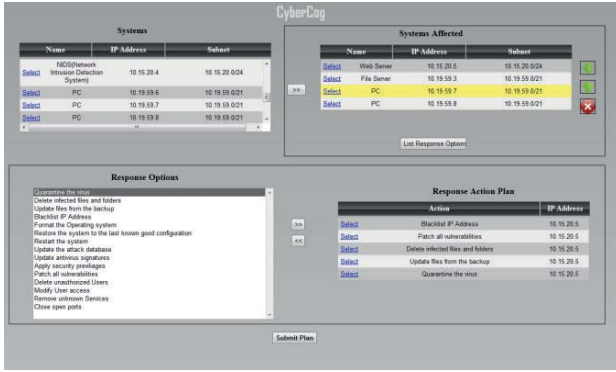 CyberCog
Systems
Name IP Address Subnet
Select NIDS(Network Intrusion Detection System) 10.15.20.4 10.15.20.0/24
Select PC 10.19.59.6 10.19.59.0/21
Select PC 10.19.59.7 10.19.59.0/21
Select PC 10.19.59.8 10.19.59.0/21
>>
Systems Affected
Name IP Address Subnet
Select Web Server 10.15.20.5 10.15.20.0/24
Select File Server 10.19.59.3 10.19.59.0/21
Select PC 10.19.59.7 10.19.59.0/21
Select PC 10.19.59.8 10.19.59.0/21
List Response Options
Response Options
Quarantine the virus
Delete infected files and folders
Update files from the backup
Blacklist IP Address
Format the Operating system
Restore the system to the last known good configuration
Restart the system
Update the attack database
Update antivirus signatures
Apply security previleages
Patch all vulnerabilities
Delete unauthorized Users
Modify User access
Remove unknown Services
Close open ports
>>
<<
Response Action Plan
Action IP Address
Select Blacklist IP Address 10.15.20.5
Select Patch all vulnerabilities 10.15.20.5
Select Delete infected files and folders 10.15.20.5
Select Update files from the backup 10.15.20.5
Select Quarantine the virus 10.15.20.5
Submit Plan